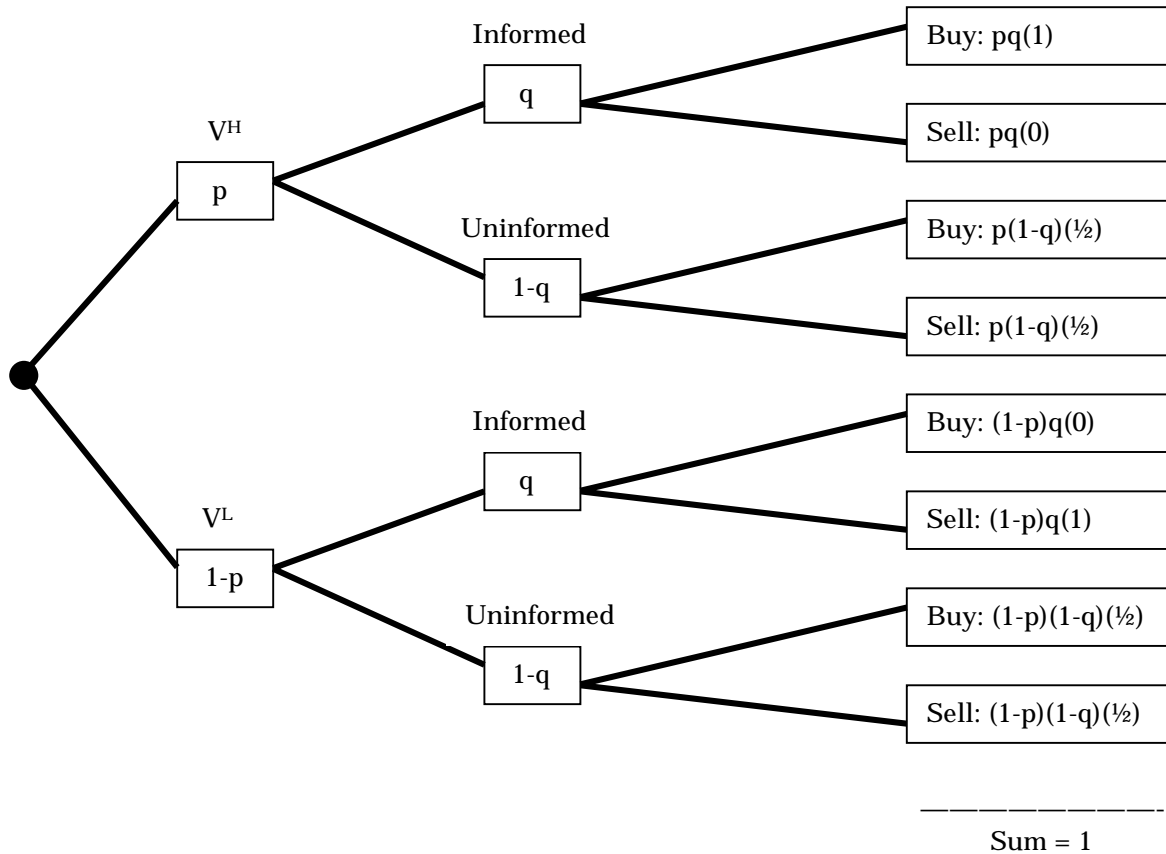 Informed
Buy: pq(1)
q
Sell: pq(0)
Vᴴ
p
Uninformed
Buy: p(1-q)(½)
1-q
Sell: p(1-q)(½)
Informed
Buy: (1-p)q(0)
q
Sell: (1-p)q(1)
Vᴸ
1-p
Uninformed
Buy: (1-p)(1-q)(½)
1-q
Sell: (1-p)(1-q)(½)
Sum = 1